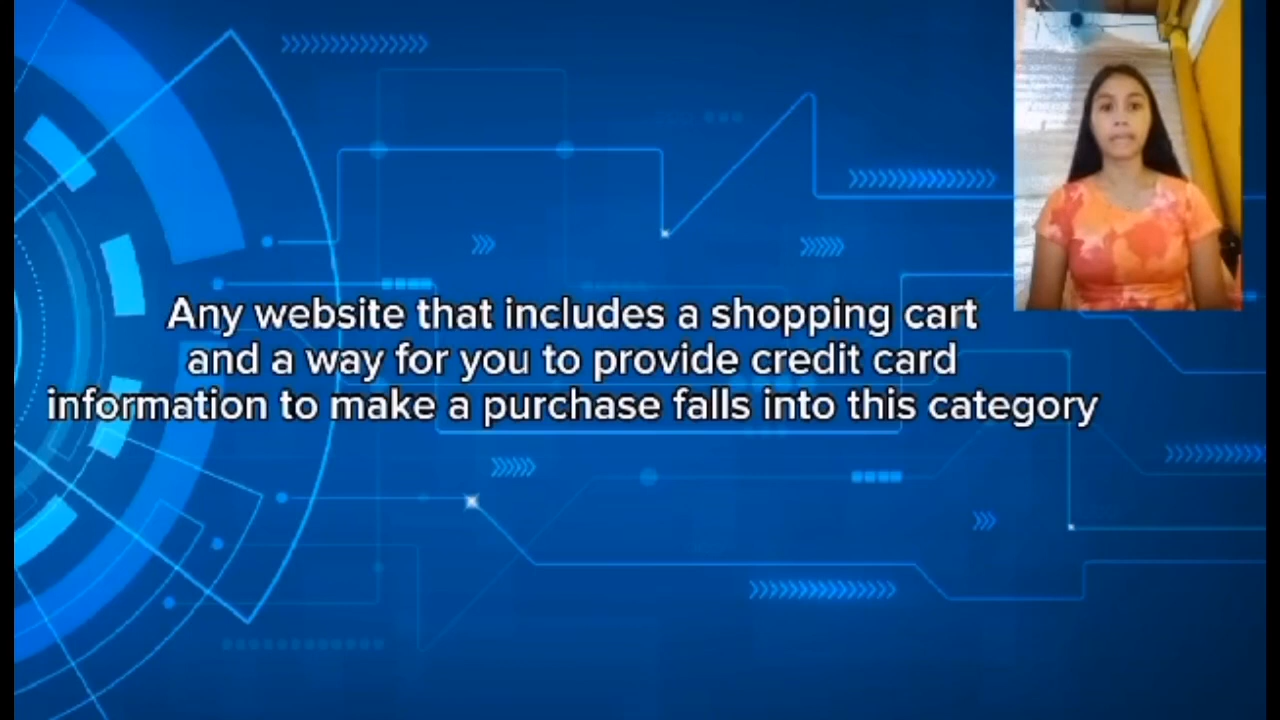 Any website that includes a shopping cart
and a way for you to provide credit card
information to make a purchase falls into this category